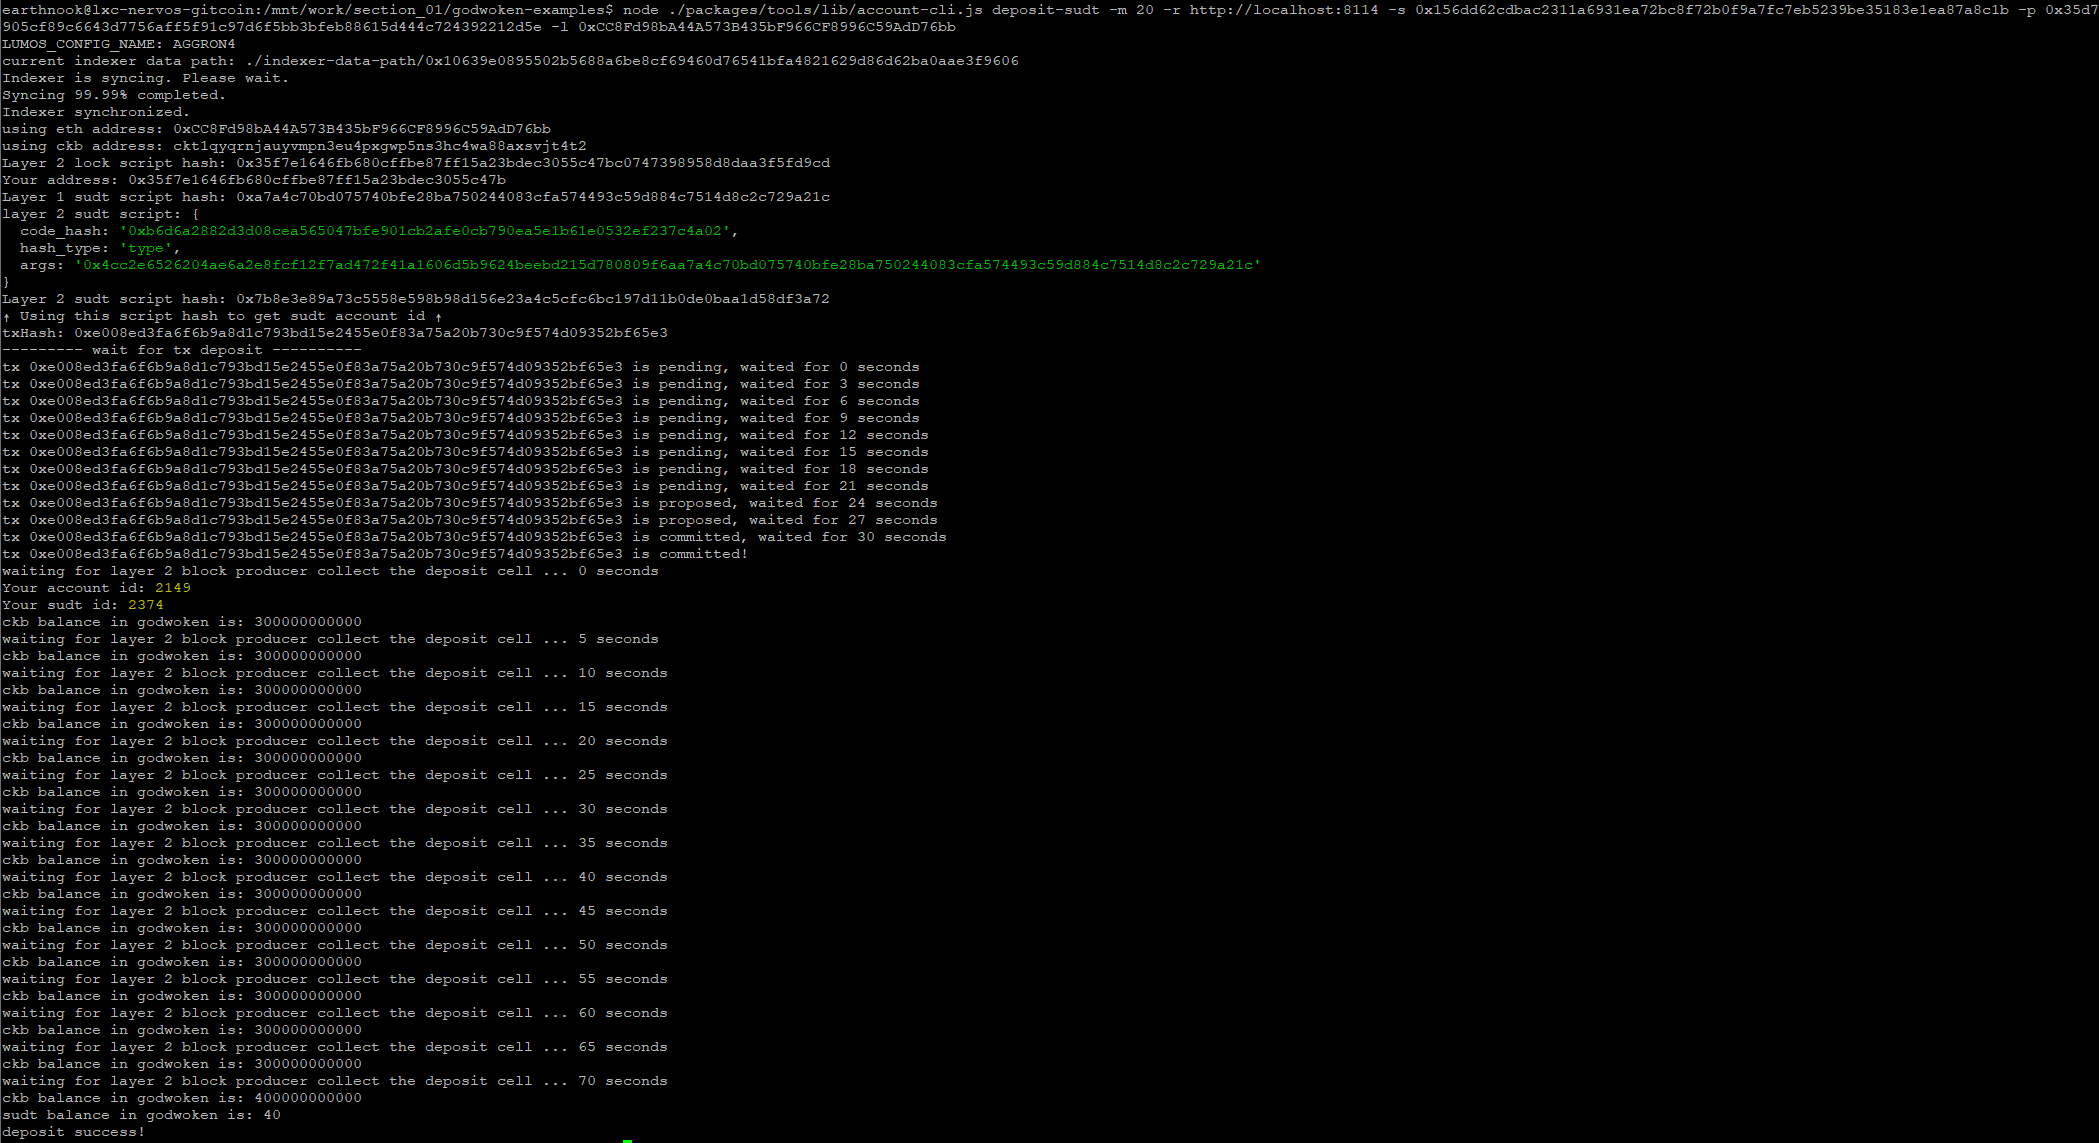 earthnook@lxc-nervos-gitcoin:/mnt/work/section_01/godwoken-examples$ node ./packages/tools/lib/account-cli.js deposit-sudt -m 20 -r http://localhost:8114 -s 0x156dd62cdbac2311a6931ea72bc8f72b0f9a7fc7eb5239be35183e1ea87a8c1b -p 0x35d7
905cf89c6643d7756aff5f91c97d6f5bb3bfeb88615d444c724392212d5e -l 0xCC8Fd98bA44A573B435bF966CF8996C59AdD76bb
LUMOS_CONFIG_NAME: AGGRON4
current indexer data path: ./indexer-data-path/0x10639e0895502b5688a6be8cf69460d76541bfa4821629d86d62ba0aae3f9606
Indexer is syncing. Please wait.
Syncing 99.99% completed.
Indexer synchronized.
using eth address: 0xCC8Fd98bA44A573B435bF966CF8996C59AdD76bb
using ckb address: ckt1qyqrnjauyvmpn3eu4pxgwp5ns3hc4wa88axsvjt4t2
Layer 2 lock script hash: 0x35f7e1646fb680cffbe87ff15a23bdec3055c47bc0747398958d8daa3f5fd9cd
Your address: 0x35f7e1646fb680cffbe87ff15a23bdec3055c47b
Layer 1 sudt script hash: 0xa7a4c70bd075740bfe28ba750244083cfa574493c59d884c7514d8c2c729a21c
layer 2 sudt script: {
  code_hash: '0xb6d6a2882d3d08cea565047bfe901cb2afe0cb790ea5e1b61e0532ef237c4a02',
  hash_type: 'type',
  args: '0x4cc2e6526204ae6a2e8fcf12f7ad472f41a1606d5b9624beebd215d780809f6aa7a4c70bd075740bfe28ba750244083cfa574493c59d884c7514d8c2c729a21c'
}
Layer 2 sudt script hash: 0x7b8e3e89a73c5558e598b98d156e23a4c5cfc6bc197d11b0de0baa1d58df3a72
↑ Using this script hash to get sudt account id ↑
txHash: 0xe008ed3fa6f6b9a8d1c793bd15e2455e0f83a75a20b730c9f574d09352bf65e3
--------- wait for tx deposit ----------
tx 0xe008ed3fa6f6b9a8d1c793bd15e2455e0f83a75a20b730c9f574d09352bf65e3 is pending, waited for 0 seconds
tx 0xe008ed3fa6f6b9a8d1c793bd15e2455e0f83a75a20b730c9f574d09352bf65e3 is pending, waited for 3 seconds
tx 0xe008ed3fa6f6b9a8d1c793bd15e2455e0f83a75a20b730c9f574d09352bf65e3 is pending, waited for 6 seconds
tx 0xe008ed3fa6f6b9a8d1c793bd15e2455e0f83a75a20b730c9f574d09352bf65e3 is pending, waited for 9 seconds
tx 0xe008ed3fa6f6b9a8d1c793bd15e2455e0f83a75a20b730c9f574d09352bf65e3 is pending, waited for 12 seconds
tx 0xe008ed3fa6f6b9a8d1c793bd15e2455e0f83a75a20b730c9f574d09352bf65e3 is pending, waited for 15 seconds
tx 0xe008ed3fa6f6b9a8d1c793bd15e2455e0f83a75a20b730c9f574d09352bf65e3 is pending, waited for 18 seconds
tx 0xe008ed3fa6f6b9a8d1c793bd15e2455e0f83a75a20b730c9f574d09352bf65e3 is pending, waited for 21 seconds
tx 0xe008ed3fa6f6b9a8d1c793bd15e2455e0f83a75a20b730c9f574d09352bf65e3 is proposed, waited for 24 seconds
tx 0xe008ed3fa6f6b9a8d1c793bd15e2455e0f83a75a20b730c9f574d09352bf65e3 is proposed, waited for 27 seconds
tx 0xe008ed3fa6f6b9a8d1c793bd15e2455e0f83a75a20b730c9f574d09352bf65e3 is committed, waited for 30 seconds
tx 0xe008ed3fa6f6b9a8d1c793bd15e2455e0f83a75a20b730c9f574d09352bf65e3 is committed!
waiting for layer 2 block producer collect the deposit cell ... 0 seconds
Your account id: 2149
Your sudt id: 2374
ckb balance in godwoken is: 300000000000
waiting for layer 2 block producer collect the deposit cell ... 5 seconds
ckb balance in godwoken is: 300000000000
waiting for layer 2 block producer collect the deposit cell ... 10 seconds
ckb balance in godwoken is: 300000000000
waiting for layer 2 block producer collect the deposit cell ... 15 seconds
ckb balance in godwoken is: 300000000000
waiting for layer 2 block producer collect the deposit cell ... 20 seconds
ckb balance in godwoken is: 300000000000
waiting for layer 2 block producer collect the deposit cell ... 25 seconds
ckb balance in godwoken is: 300000000000
waiting for layer 2 block producer collect the deposit cell ... 30 seconds
ckb balance in godwoken is: 300000000000
waiting for layer 2 block producer collect the deposit cell ... 35 seconds
ckb balance in godwoken is: 300000000000
waiting for layer 2 block producer collect the deposit cell ... 40 seconds
ckb balance in godwoken is: 300000000000
waiting for layer 2 block producer collect the deposit cell ... 45 seconds
ckb balance in godwoken is: 300000000000
waiting for layer 2 block producer collect the deposit cell ... 50 seconds
ckb balance in godwoken is: 300000000000
waiting for layer 2 block producer collect the deposit cell ... 55 seconds
ckb balance in godwoken is: 300000000000
waiting for layer 2 block producer collect the deposit cell ... 60 seconds
ckb balance in godwoken is: 300000000000
waiting for layer 2 block producer collect the deposit cell ... 65 seconds
ckb balance in godwoken is: 300000000000
waiting for layer 2 block producer collect the deposit cell ... 70 seconds
ckb balance in godwoken is: 400000000000
sudt balance in godwoken is: 40
deposit success!